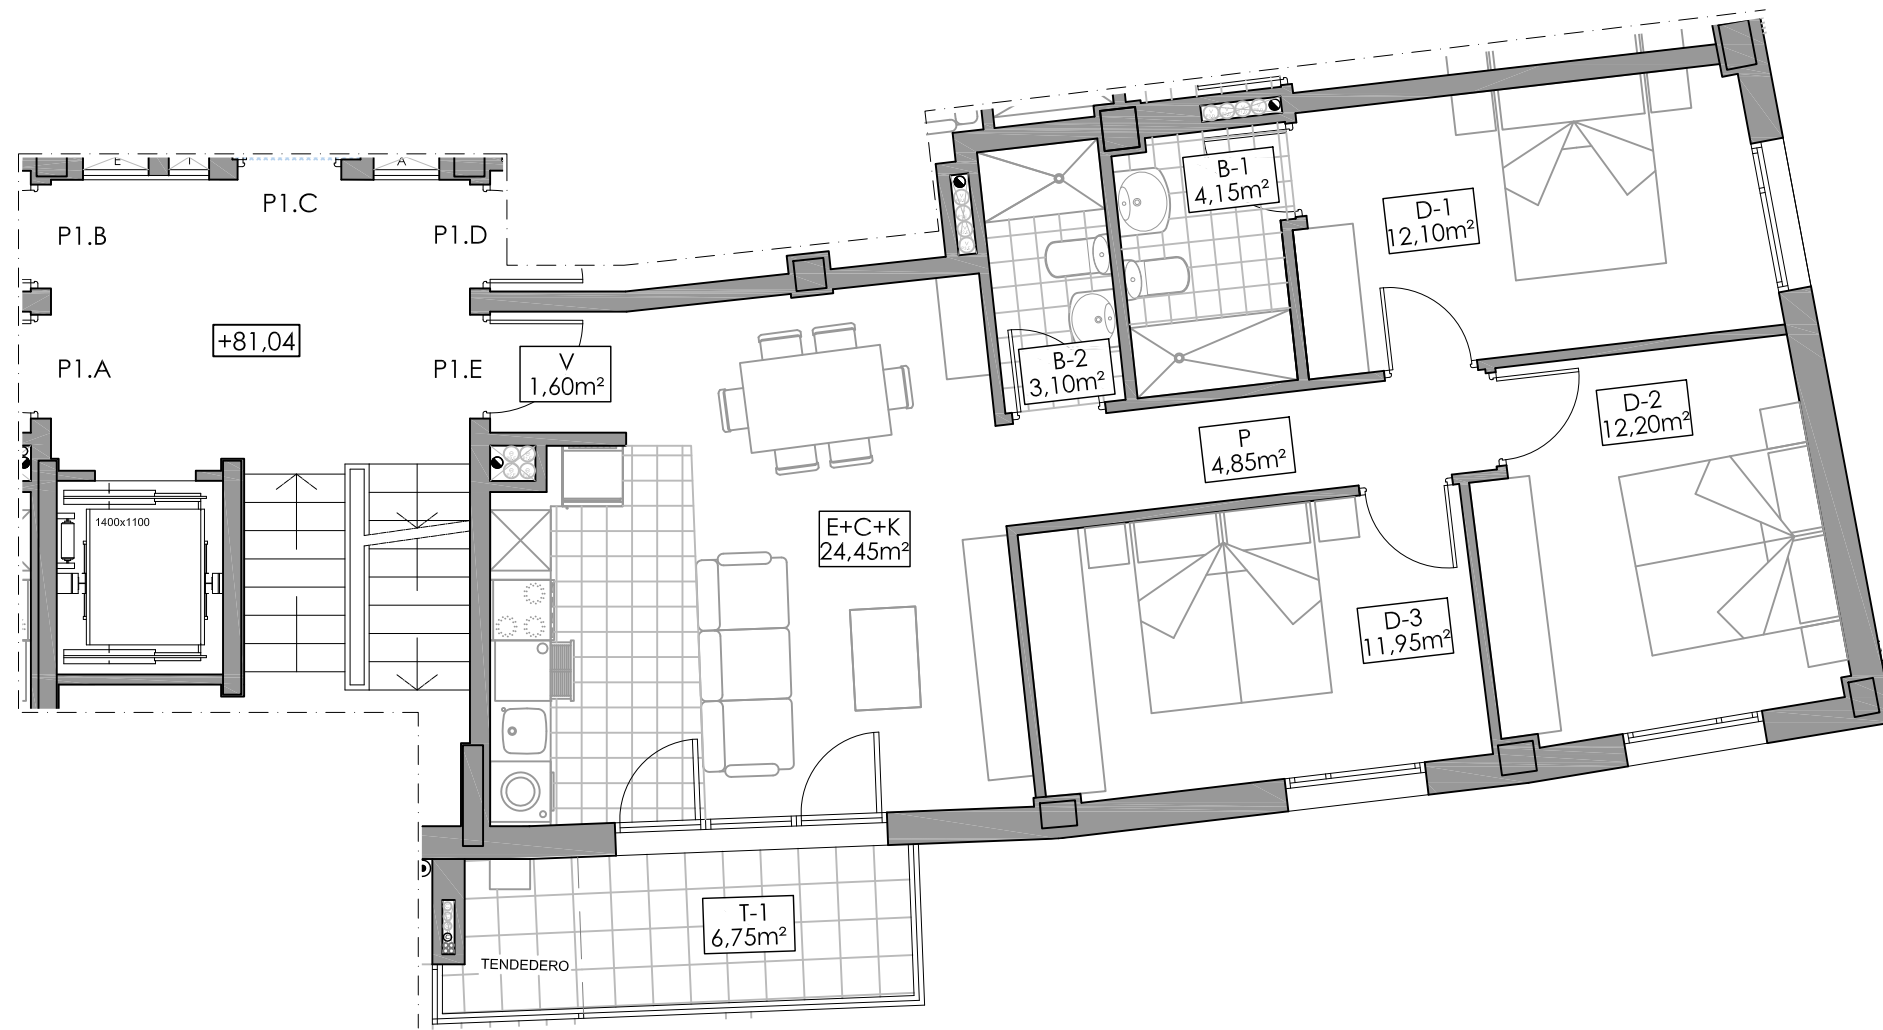 E
T
A
P1.C
P1.B
P1.D
+81,04
P1.A
P1.E
V
1,60m²
B-1
4,15m²
D-1
12,10m²
B-2
3,10m²
D-2
12,20m²
P
4,85m²
1400x1100
E+C+K
24,45m²
D-3
11,95m²
T-1
6,75m²
TENDEDERO